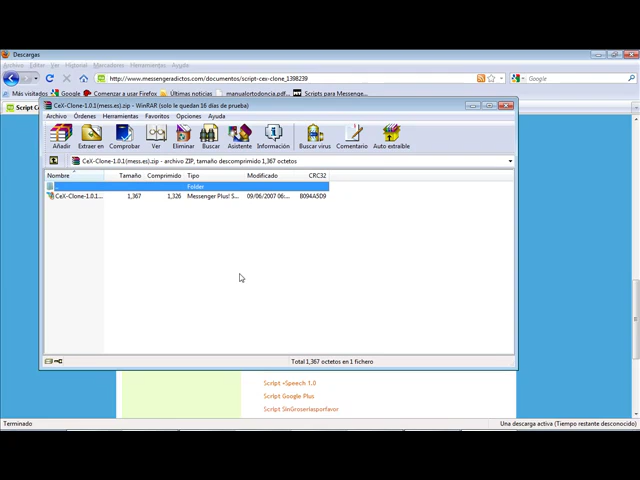 Descargas
Archivo Editar Ver Historial Marcadores Herramientas Ayuda
http://www.messengeradictos.com/documentos/script-cex-clone_1398239
Google
Más visitados Google Comenzar a usar Firefox Últimas noticias manualortodoncia.pdf... Scripts para Messenge...
Script C
CeX-Clone-1.0.1(mess.es).zip - WinRAR (solo le quedan 16 días de prueba)
Archivo Órdenes Herramientas Favoritos Opciones Ayuda
Añadir Extraer en Comprobar Ver Eliminar Buscar Asistente Información Buscar virus Comentario Auto extraíble
CeX-Clone-1.0.1(mess.es).zip - archivo ZIP, tamaño descomprimido 1,367 octetos
Nombre Tamaño Comprimido Tipo Modificado CRC32
.. Folder
CeX-Clone-1.0.1... 1,367 1,326 Messenger Plus! S... 09/06/2007 06:... B094A5D9
Total 1,367 octetos en 1 fichero
Script +Speech 1.0
Script Google Plus
Script SinGroseriasporfavor
Terminado
Una descarga activa (Tiempo restante desconocido)